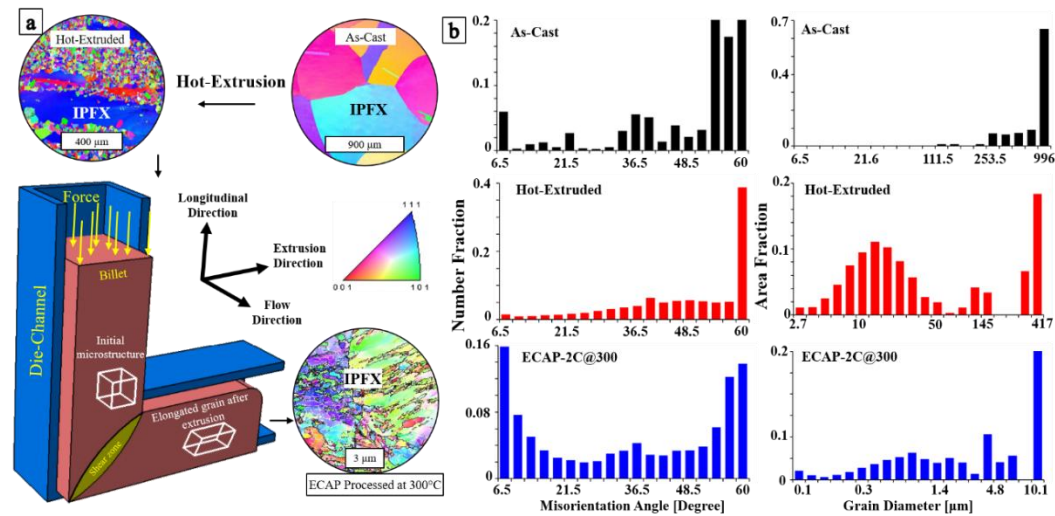 a
Hot-Extruded
IPFX
400 μm
Hot-Extrusion
As-Cast
IPFX
900 μm
Force
Billet
Die-Channel
Initial
microstructure
Shear zone
Elongated grain after
extrusion
Longitudinal
Direction
Extrusion
Direction
Flow
Direction
1 1 1
0 0 1
1 0 1
IPFX
3 μm
ECAP Processed at 300°C
b
As-Cast
0.2
0.1
0
6.5 21.5 36.5 48.5 60
As-Cast
0.7
0.4
0.
6.5 21.6 111.5 253.5 996
Number Fraction
Hot-Extruded
0.4
0.2
0
6.5 21.5 36.5 48.5 60
Area Fraction
Hot-Extruded
0.2
0.1
0
2.7 10 50 145 417
ECAP-2C@300
0.16
0.08
0
6.5 21.5 36.5 48.5 60
Misorientation Angle [Degree]
ECAP-2C@300
0.2
0.1
0
0.1 0.3 1.4 4.8 10.1
Grain Diameter [μm]